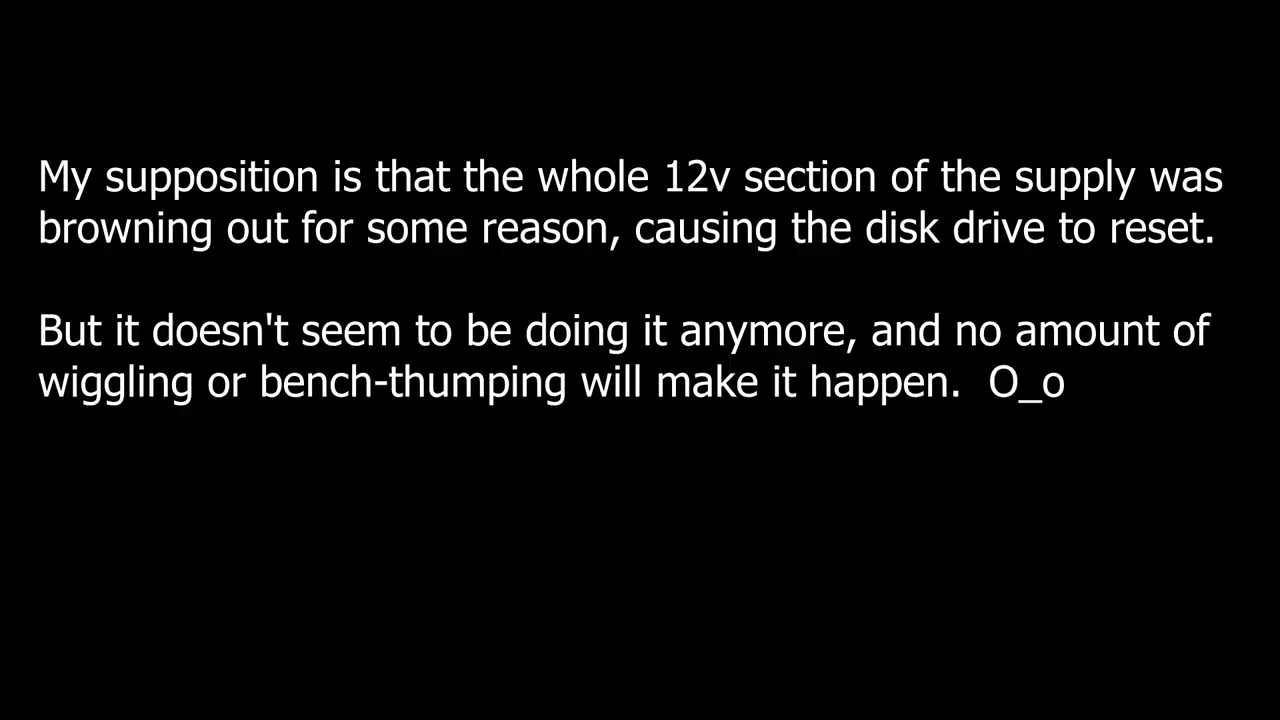 My supposition is that the whole 12v section of the supply was
browning out for some reason, causing the disk drive to reset.
But it doesn't seem to be doing it anymore, and no amount of
wiggling or bench-thumping will make it happen.  O_o